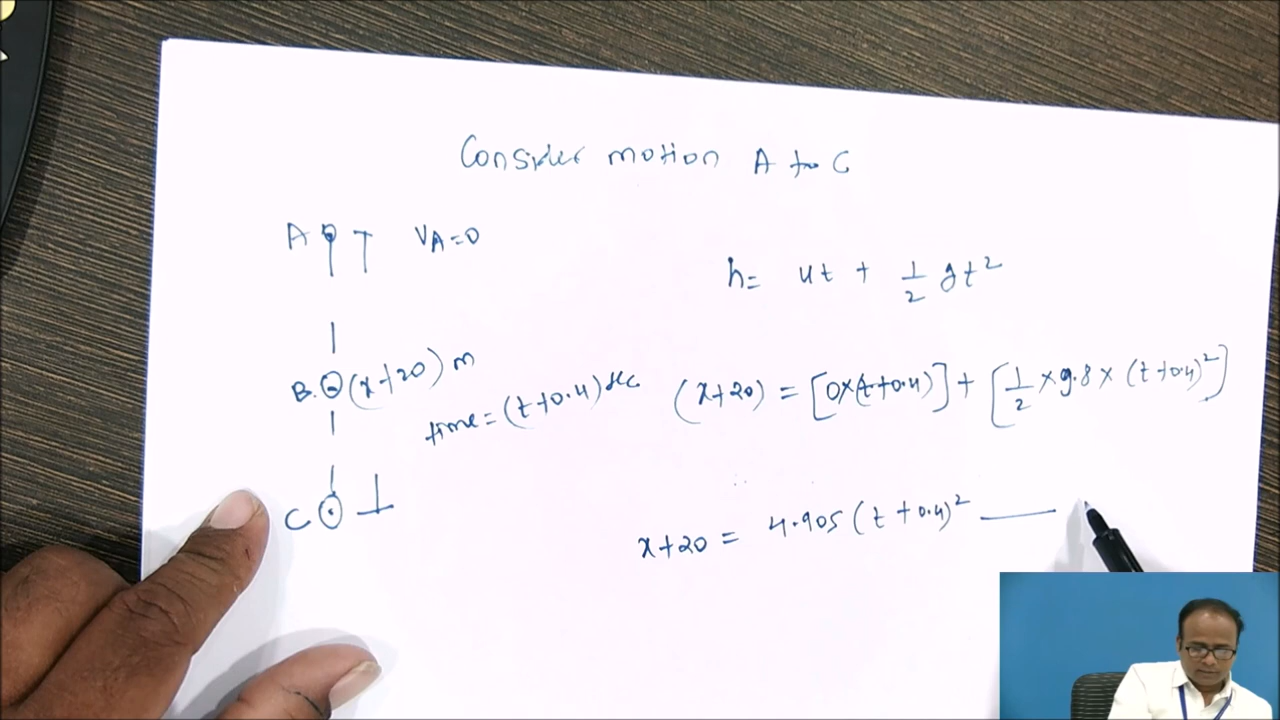 Consider motion A to C
A V_A=0
h= ut + 1/2 gt²
B. (x+20) m
time = (t+0.4) sec
(x+20) = [0×(t+0.4)] + [1/2 × 9.8 × (t+0.4)²]
C
x+20 = 4.905 (t+0.4)²